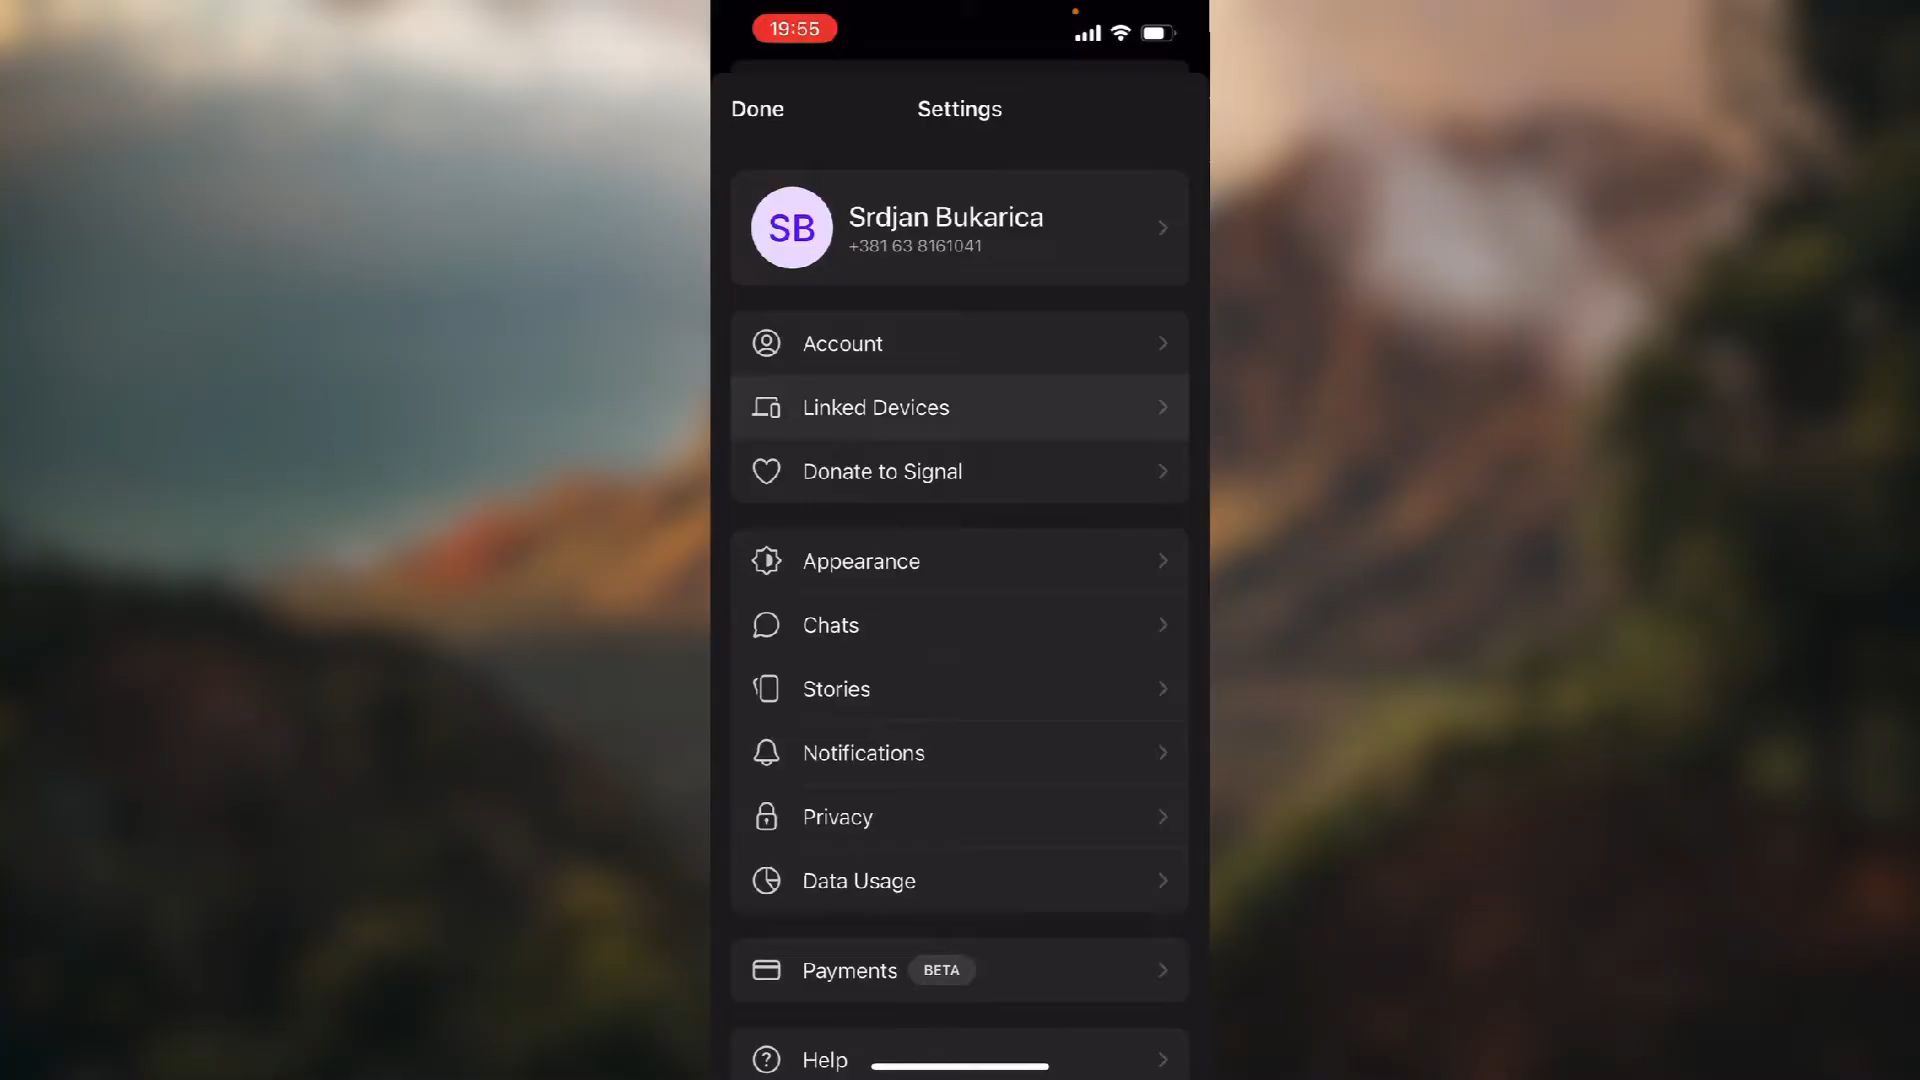 19:55
Done
Settings
SB
Srdjan Bukarica
+381 63 8161041
Account
Linked Devices
Donate to Signal
Appearance
Chats
Stories
Notifications
Privacy
Data Usage
Payments BETA
Help